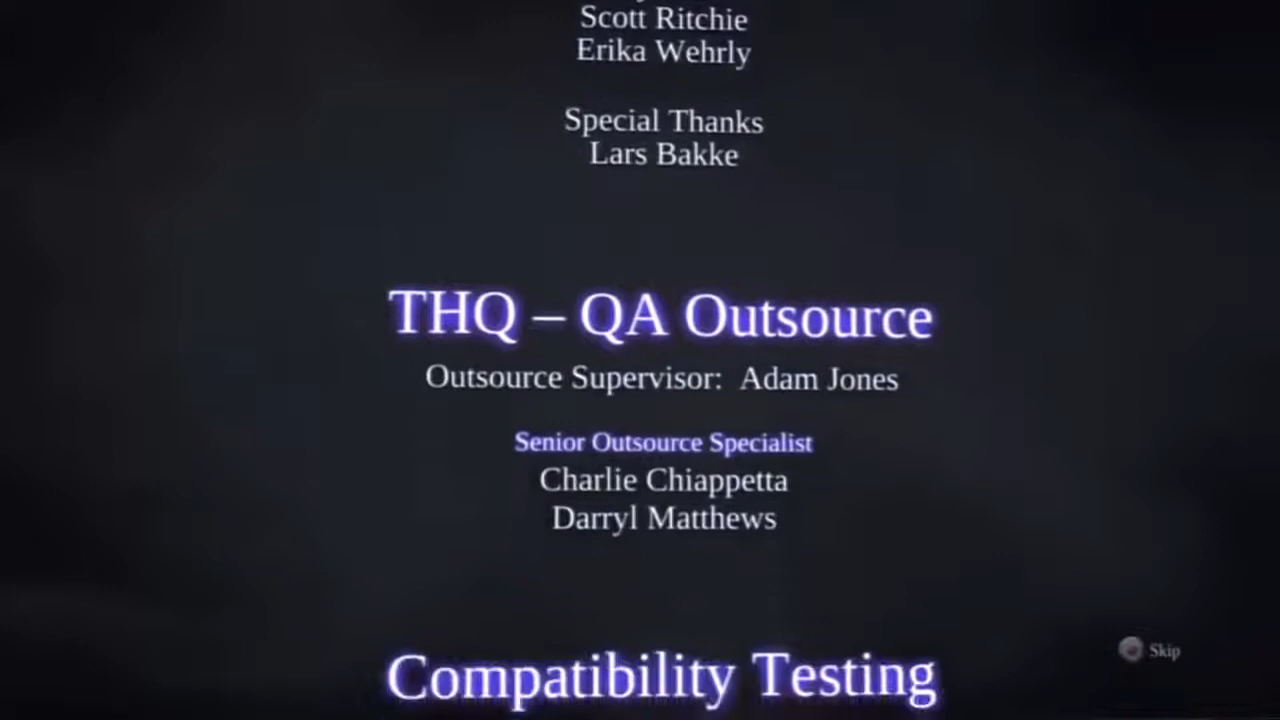 Scott Ritchie
Erika Wehrly
Special Thanks
Lars Bakke
THQ – QA Outsource
Outsource Supervisor: Adam Jones
Senior Outsource Specialist
Charlie Chiappetta
Darryl Matthews
Skip
Compatibility Testing